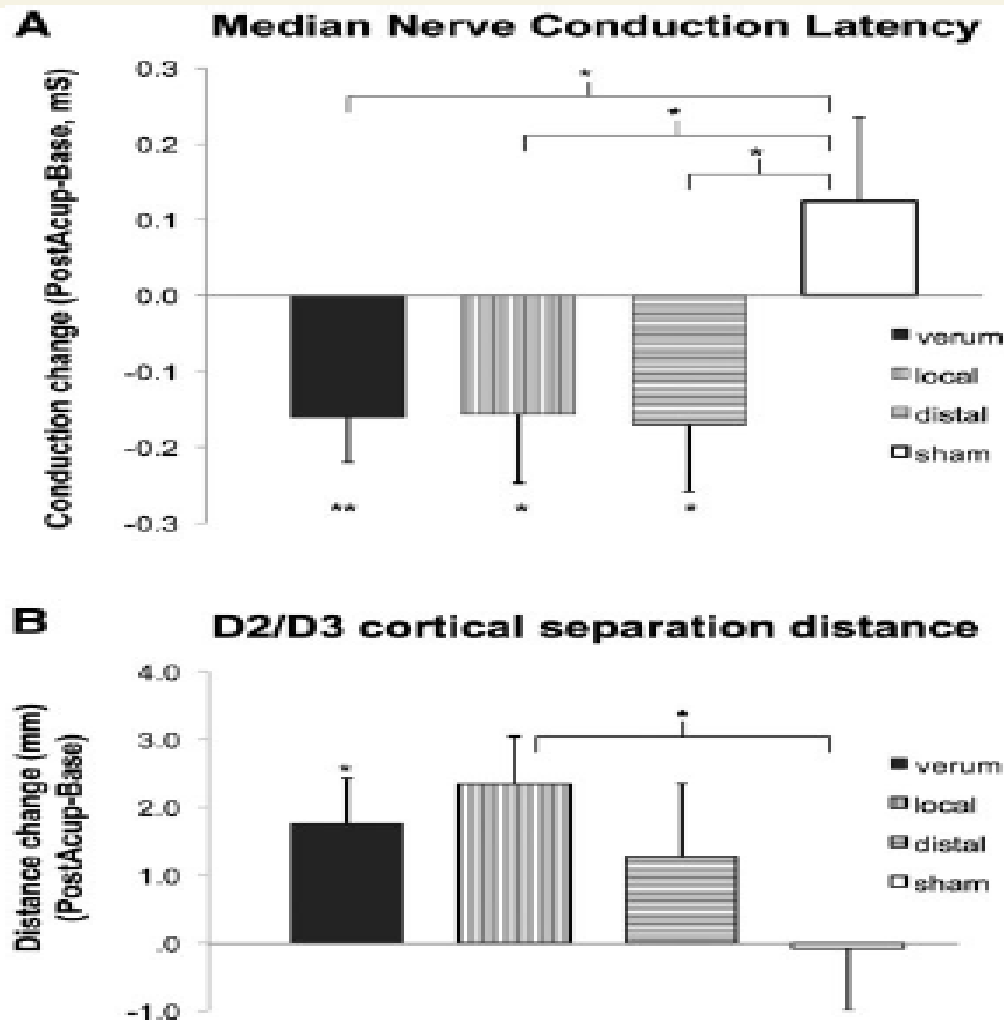 A
Median Nerve Conduction Latency
Conduction change (PostAcup-Base, mS)
0.3
0.2
0.1
0.0
-0.1
-0.2
-0.3
*
*
*
**
*
*
verum
local
distal
sham
B
D2/D3 cortical separation distance
Distance change (mm)
(PostAcup-Base)
4.0
3.0
2.0
1.0
.0
-1.0
*
*
verum
local
distal
sham